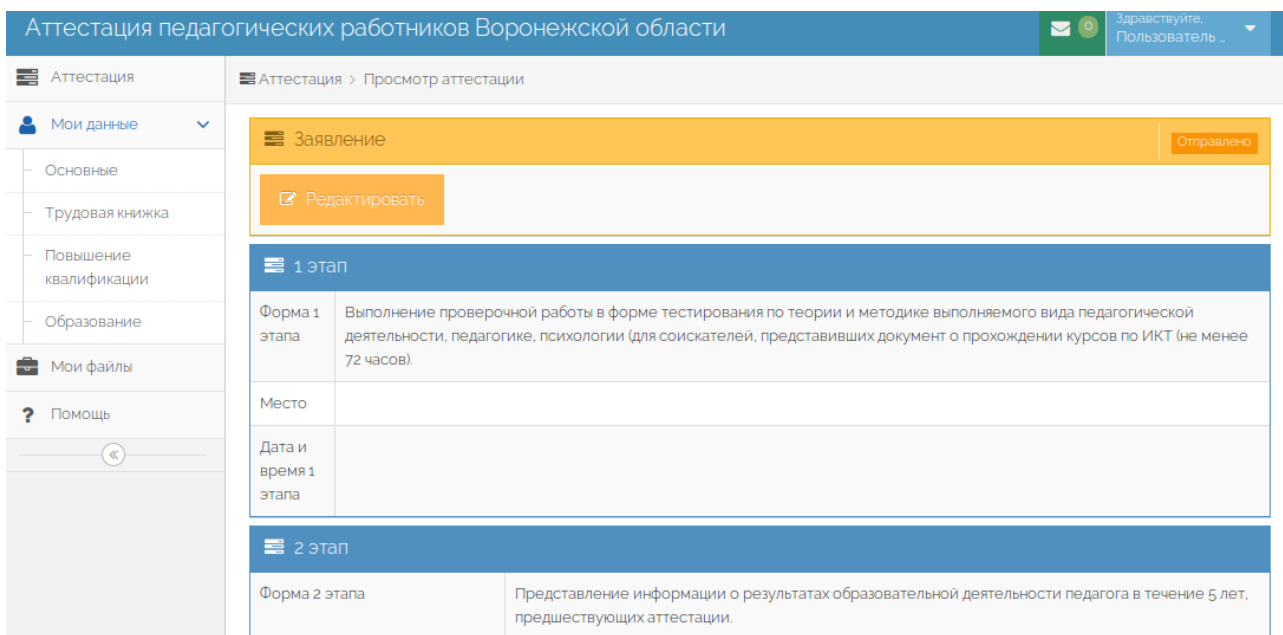 Аттестация педагогических работников Воронежской области
0
Здравствуйте,
Пользователь ...
Аттестация
Мои данные
Основные
Трудовая книжка
Повышение
квалификации
Образование
Мои файлы
? Помощь
Аттестация > Просмотр аттестации
Заявление
Отправлено
Редактировать
1 этап
Форма 1
этапа
Выполнение проверочной работы в форме тестирования по теории и методике выполняемого вида педагогической
деятельности, педагогике, психологии (для соискателей, представивших документ о прохождении курсов по ИКТ (не менее
72 часов).
Место
Дата и
время 1
этапа
2 этап
Форма 2 этапа
Представление информации о результатах образовательной деятельности педагога в течение 5 лет,
предшествующих аттестации.